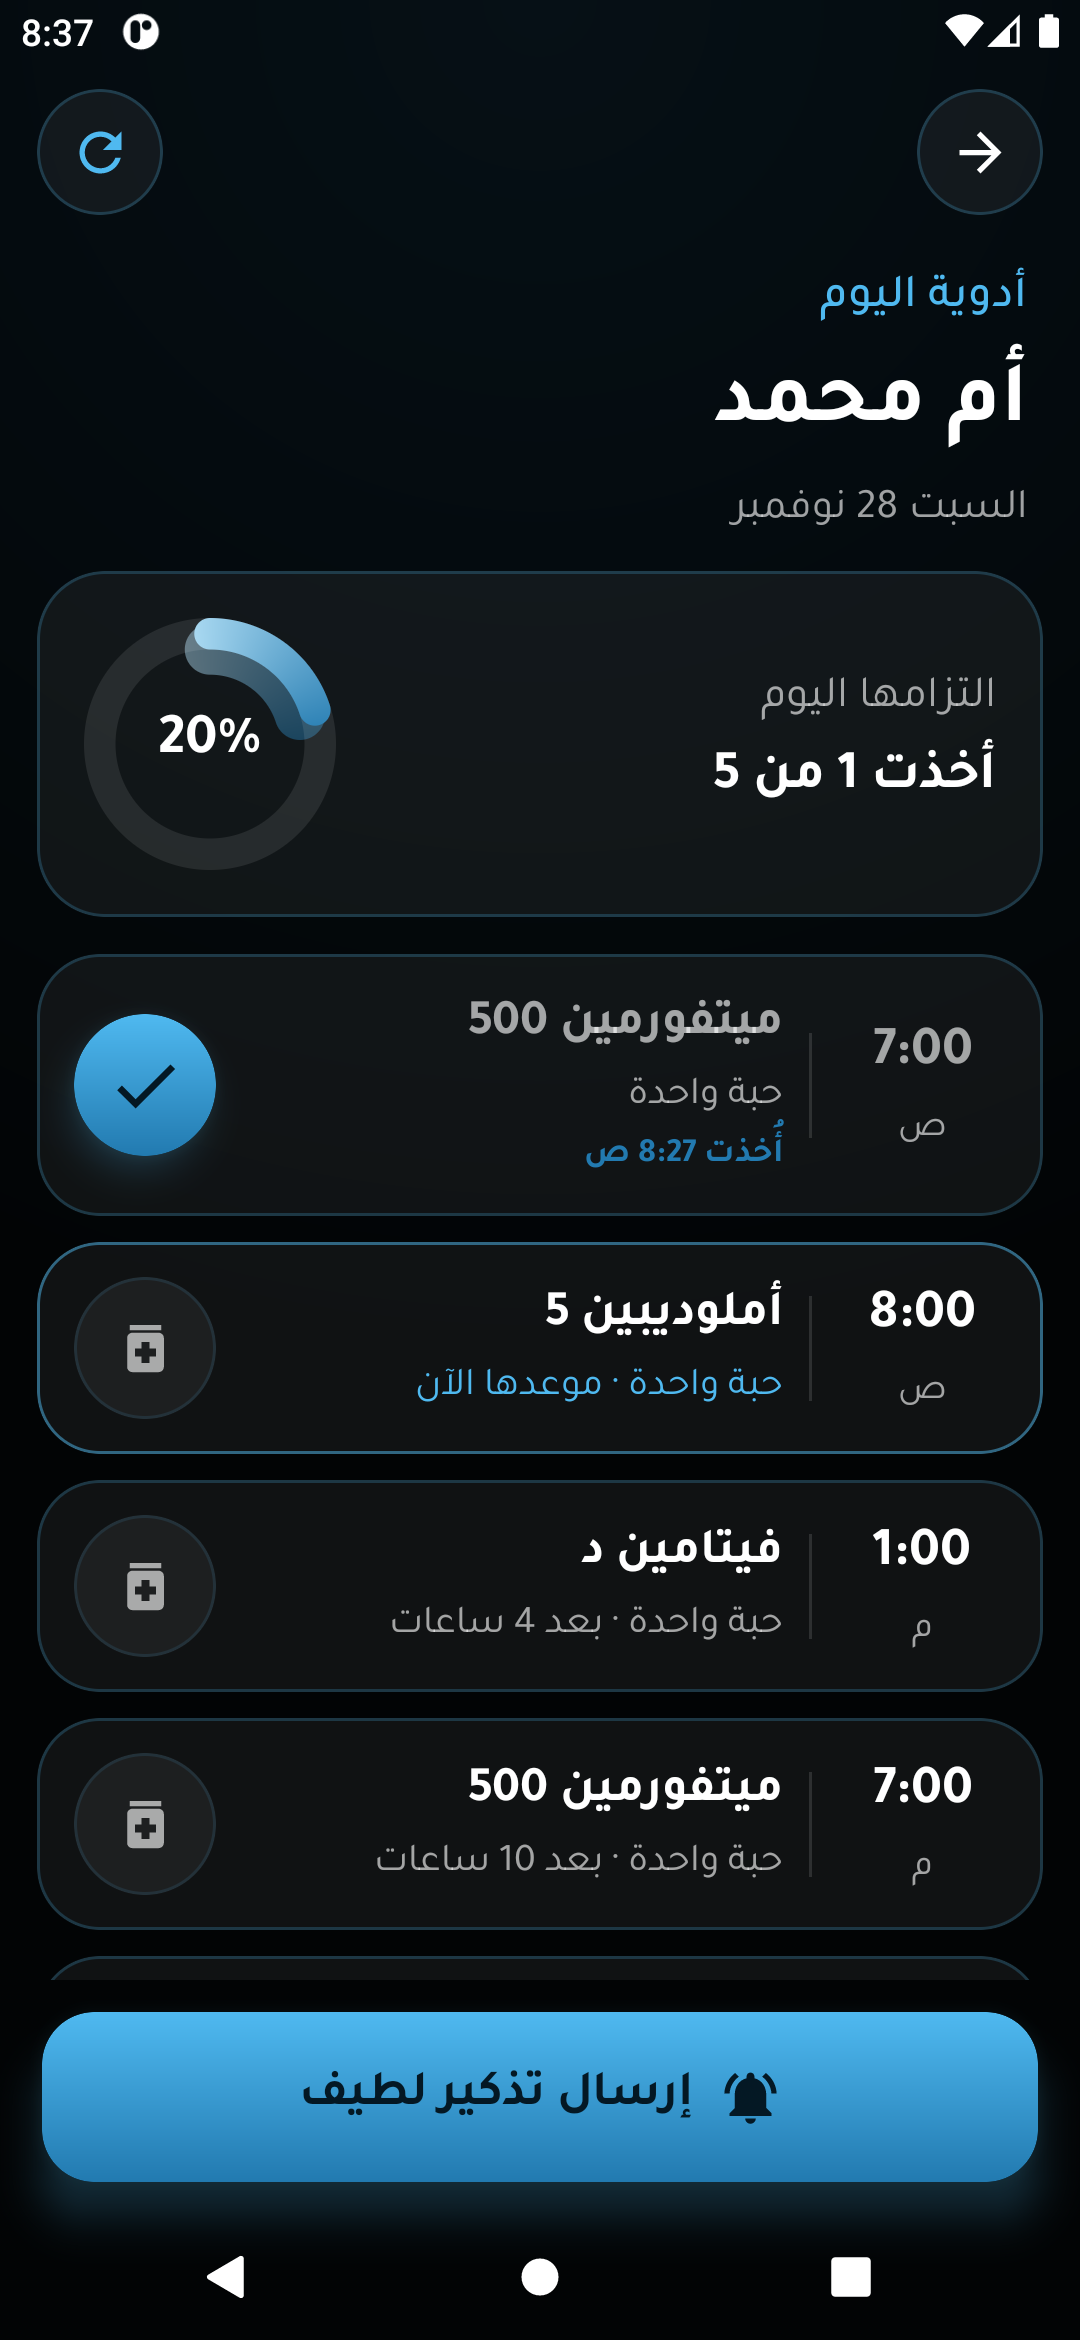 8:37
أدوية اليوم
أم محمد
السبت 28 نوفمبر
التزامها اليوم
أخذت 1 من 5
20%
7:00
ص
ميتفورمين 500
حبة واحدة
أُخذت 8:27 ص
8:00
ص
أملوديبين 5
حبة واحدة · موعدها الآن
1:00
م
فيتامين د
حبة واحدة · بعد 4 ساعات
7:00
م
ميتفورمين 500
حبة واحدة · بعد 10 ساعات
إرسال تذكير لطيف